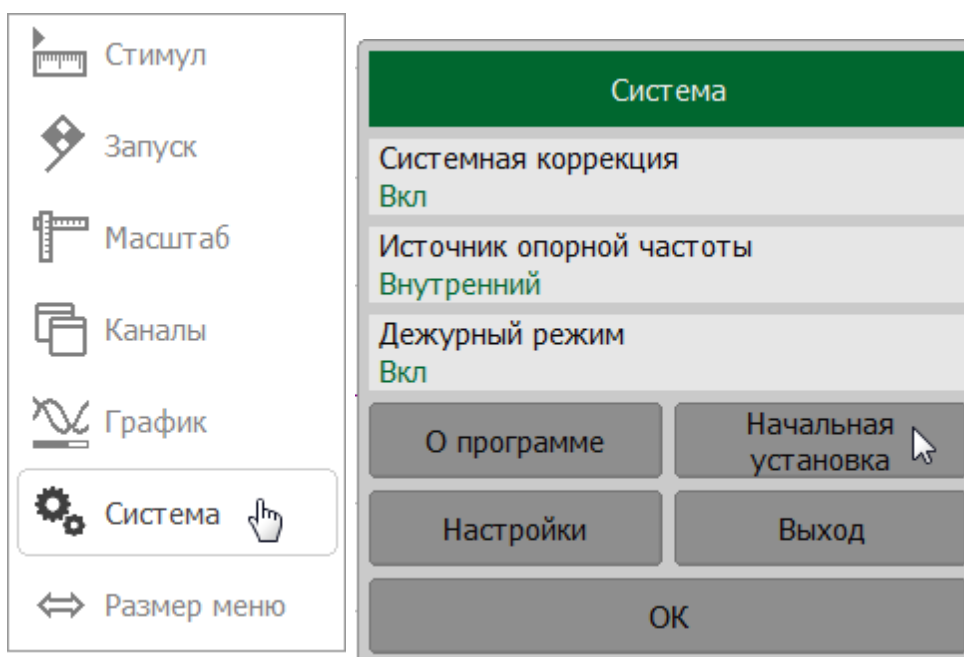 Стимул
Запуск
Масштаб
Каналы
График
Система
Размер меню
Система
Системная коррекция
Вкл
Источник опорной частоты
Внутренний
Дежурный режим
Вкл
О программе
Начальная
установка
Настройки
Выход
ОК